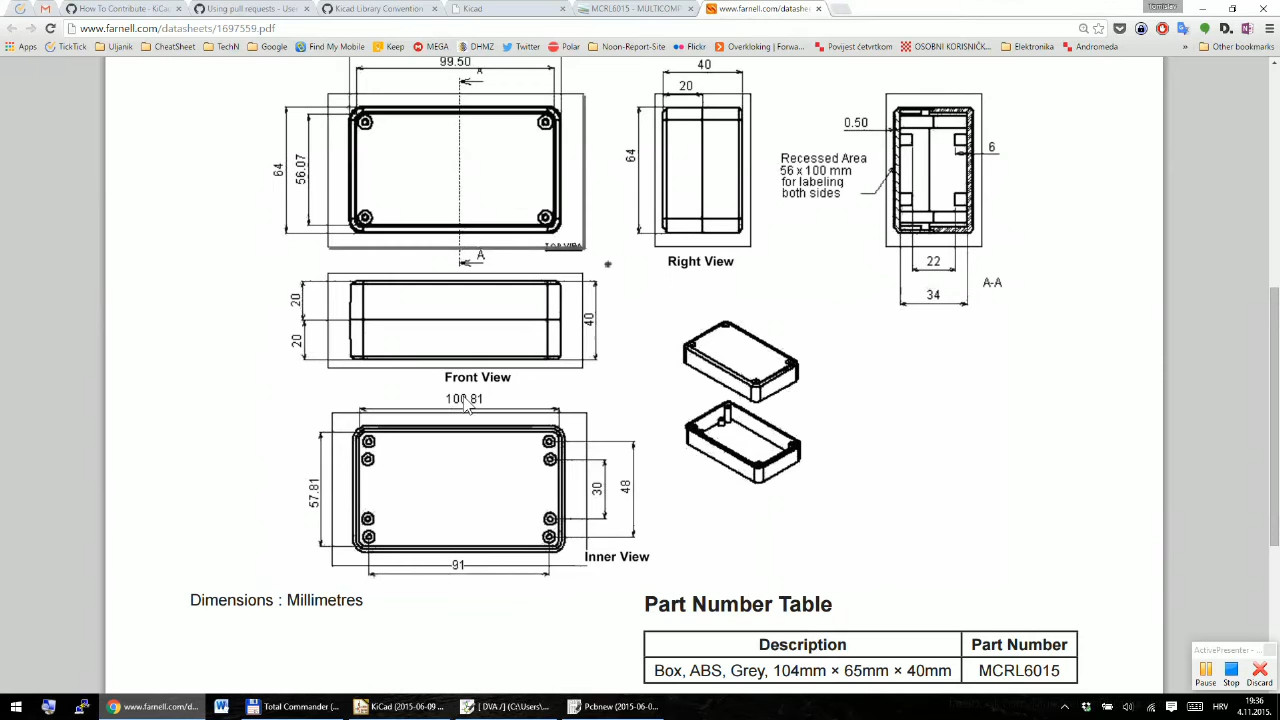 How To Contribute - KiCa
Using pull requests
Kicad Library Convention
Kicad
MCRL6015 - MULTICOMP
www.farnell.com/datashe
Tomislav
www.farnell.com/datasheets/1697559.pdf
Apps
TickTick
Uljanik
CheatSheet
TechN
Google
Find My Mobile
Keep
MEGA
DHMZ
Twitter
Polar
Noon-Report-Site
Flickr
Overkloking | Forwa...
Povijest četvrtkom
OSOBNI KORISNIČK...
Elektronika
Andromeda
»
Other bookmarks
99.50
A
40
20
64
56.07
64
0.50
6
Recessed Area
56 x 100 mm
for labeling
both sides
A
Right View
22
34
A-A
20
20
40
Front View
100.81
57.81
30
48
91
Inner View
Dimensions : Millimetres
Part Number Table
Description
Part Number
Box, ABS, Grey, 104mm × 65mm × 40mm
MCRL6015
ActivePresenter - ...
Pause
Stop
Discard
www.farnell.com/d...
Total Commander (...
KiCad (2015-06-09 ...
[ DVA /] (C:\Users\...
Pcbnew (2015-06-0...
HRV
19:36
4.11.2015.